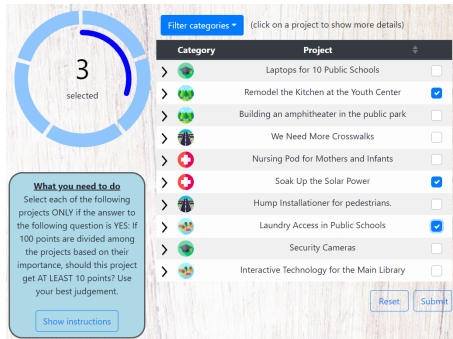 Filter categories
(click on a project to show more details)
Category Project
3
selected
Laptops for 10 Public Schools
Remodel the Kitchen at the Youth Center
Building an amphitheater in the public park
We Need More Crosswalks
Nursing Pod for Mothers and Infants
Soak Up the Solar Power
Hump Installationer for pedestrians.
Laundry Access in Public Schools
Security Cameras
Interactive Technology for the Main Library
Reset Submit
What you need to do
Select each of the following
projects ONLY if the answer to
the following question is YES: If
100 points are divided among
the projects based on their
importance, should this project
get AT LEAST 10 points? Use
your best judgement.
Show instructions